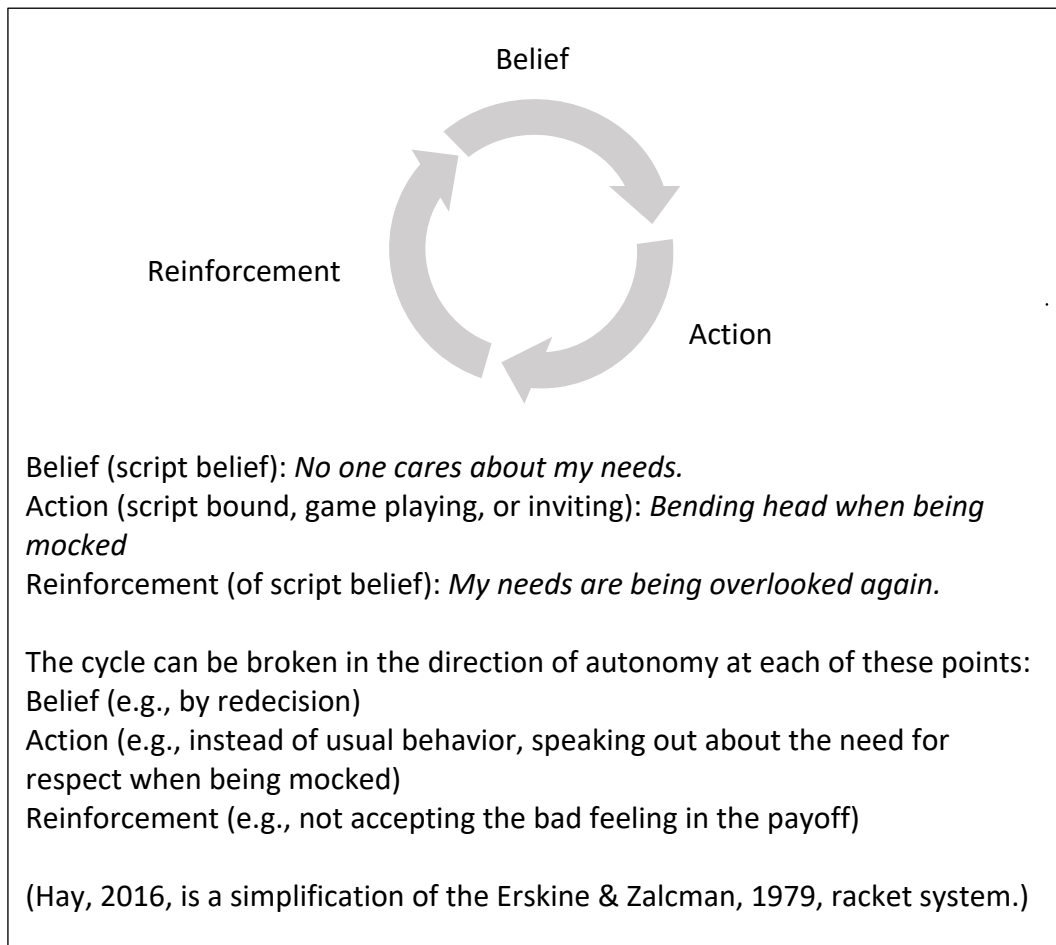 Belief
Reinforcement
Action
Belief (script belief): No one cares about my needs.
Action (script bound, game playing, or inviting): Bending head when being
mocked
Reinforcement (of script belief): My needs are being overlooked again.
The cycle can be broken in the direction of autonomy at each of these points:
Belief (e.g., by redecision)
Action (e.g., instead of usual behavior, speaking out about the need for
respect when being mocked)
Reinforcement (e.g., not accepting the bad feeling in the payoff)
(Hay, 2016, is a simplification of the Erskine & Zalcman, 1979, racket system.)